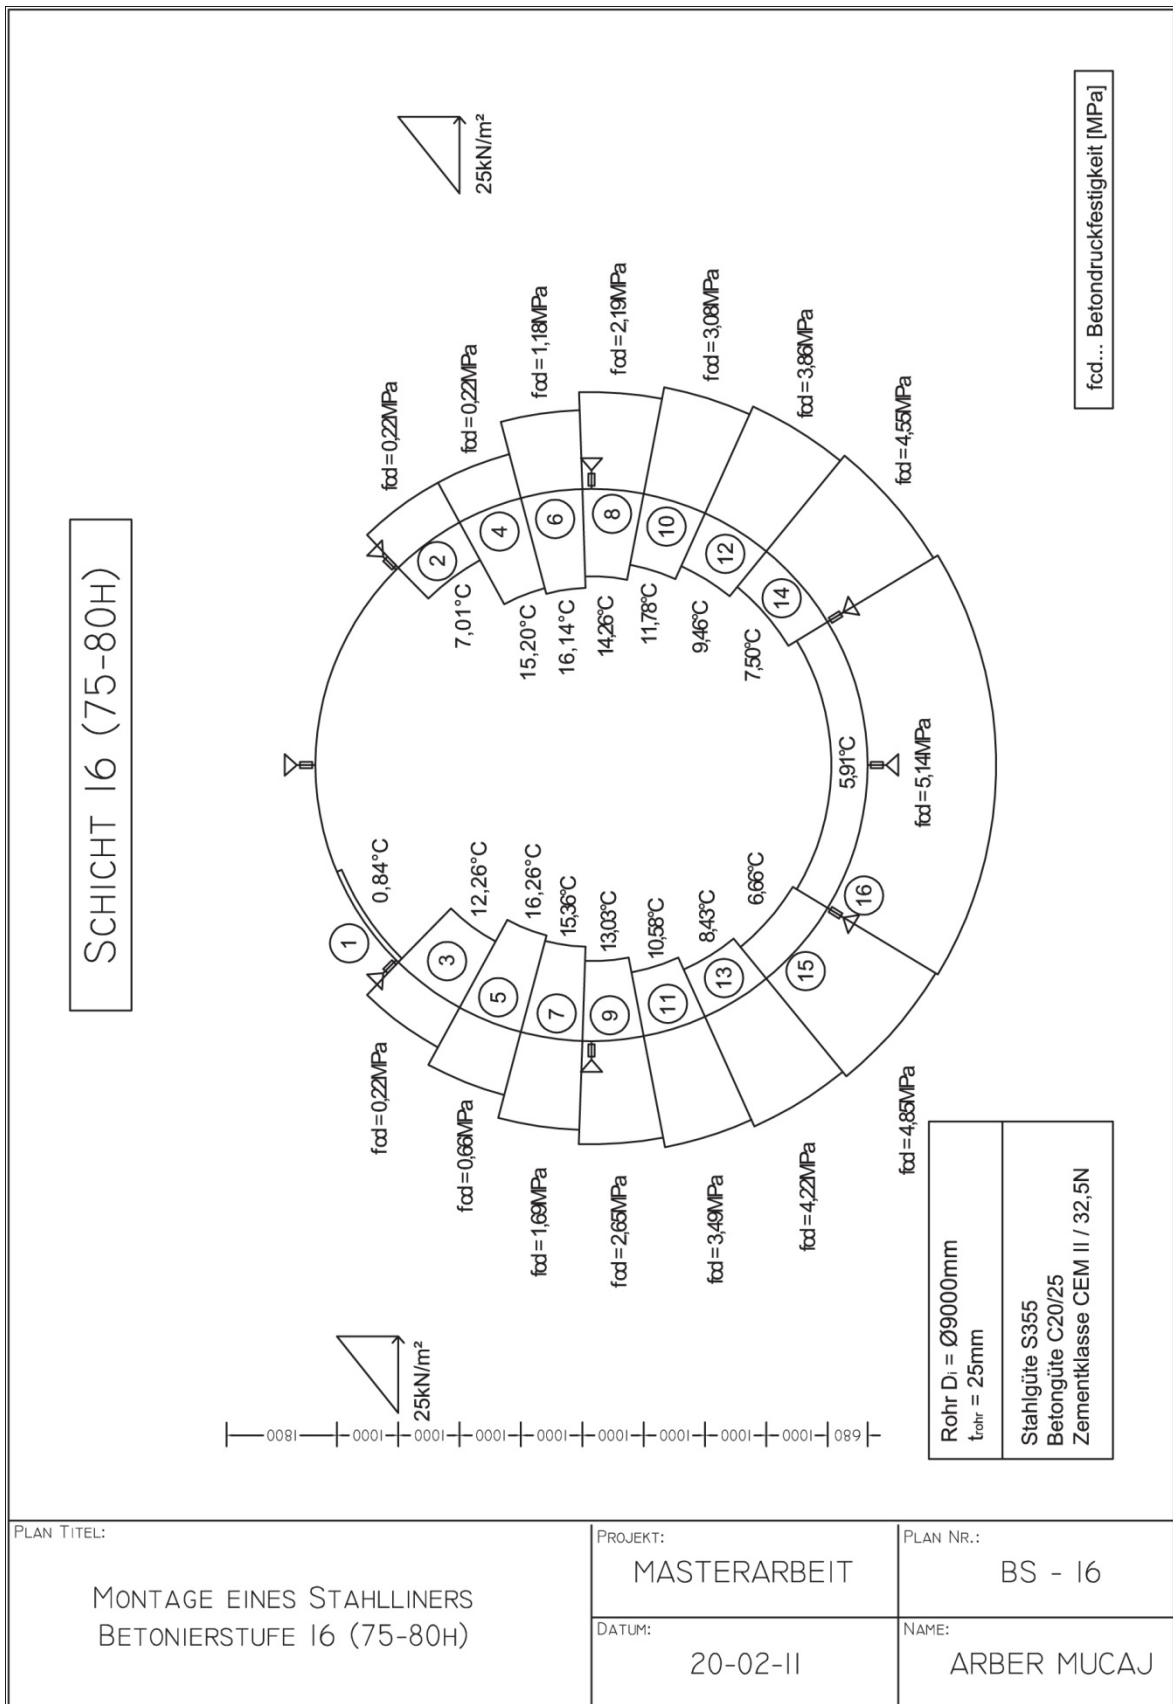 SCHICHT 16 (75-80H)
25kN/m²
25kN/m²
fcd... Betondruckfestigkeit [MPa]
1
0,84°C
2
fcd = 0,22MPa
7,01°C
3
fcd = 0,22MPa
12,26°C
4
fcd = 0,22MPa
15,20°C
5
fcd = 0,66MPa
16,26°C
6
fcd = 1,18MPa
16,14°C
7
fcd = 1,69MPa
15,36°C
8
fcd = 2,19MPa
14,26°C
9
fcd = 2,65MPa
13,03°C
10
fcd = 3,08MPa
11,78°C
11
fcd = 3,49MPa
10,58°C
12
fcd = 3,86MPa
9,46°C
13
fcd = 4,22MPa
8,43°C
14
fcd = 4,55MPa
7,50°C
15
fcd = 4,85MPa
6,66°C
16
fcd = 5,14MPa
5,91°C
1800
1000
1000
1000
1000
1000
1000
1000
1000
680
Rohr Di = Ø9000mm
trohr = 25mm
Stahlgüte S355
Betongüte C20/25
Zementklasse CEM II / 32,5N
PLAN TITEL:
MONTAGE EINES STAHLLINERS
BETONIERSTUFE 16 (75-80H)
PROJEKT:
MASTERARBEIT
PLAN NR.:
BS - 16
DATUM:
20-02-11
NAME:
ARBER MUCAJ